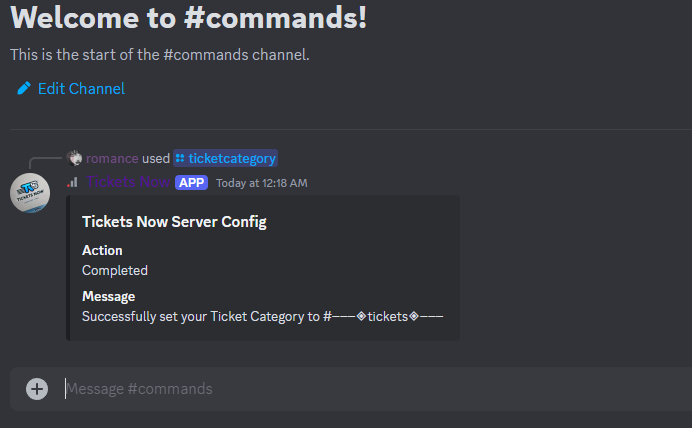 Welcome to #commands!
This is the start of the #commands channel.
Edit Channel
romance used ticketcategory
Ticket's Now APP Today at 12:18 AM
Tickets Now Server Config
Action
Completed
Message
Successfully set your Ticket Category to #---◈tickets◈---
Message #commands